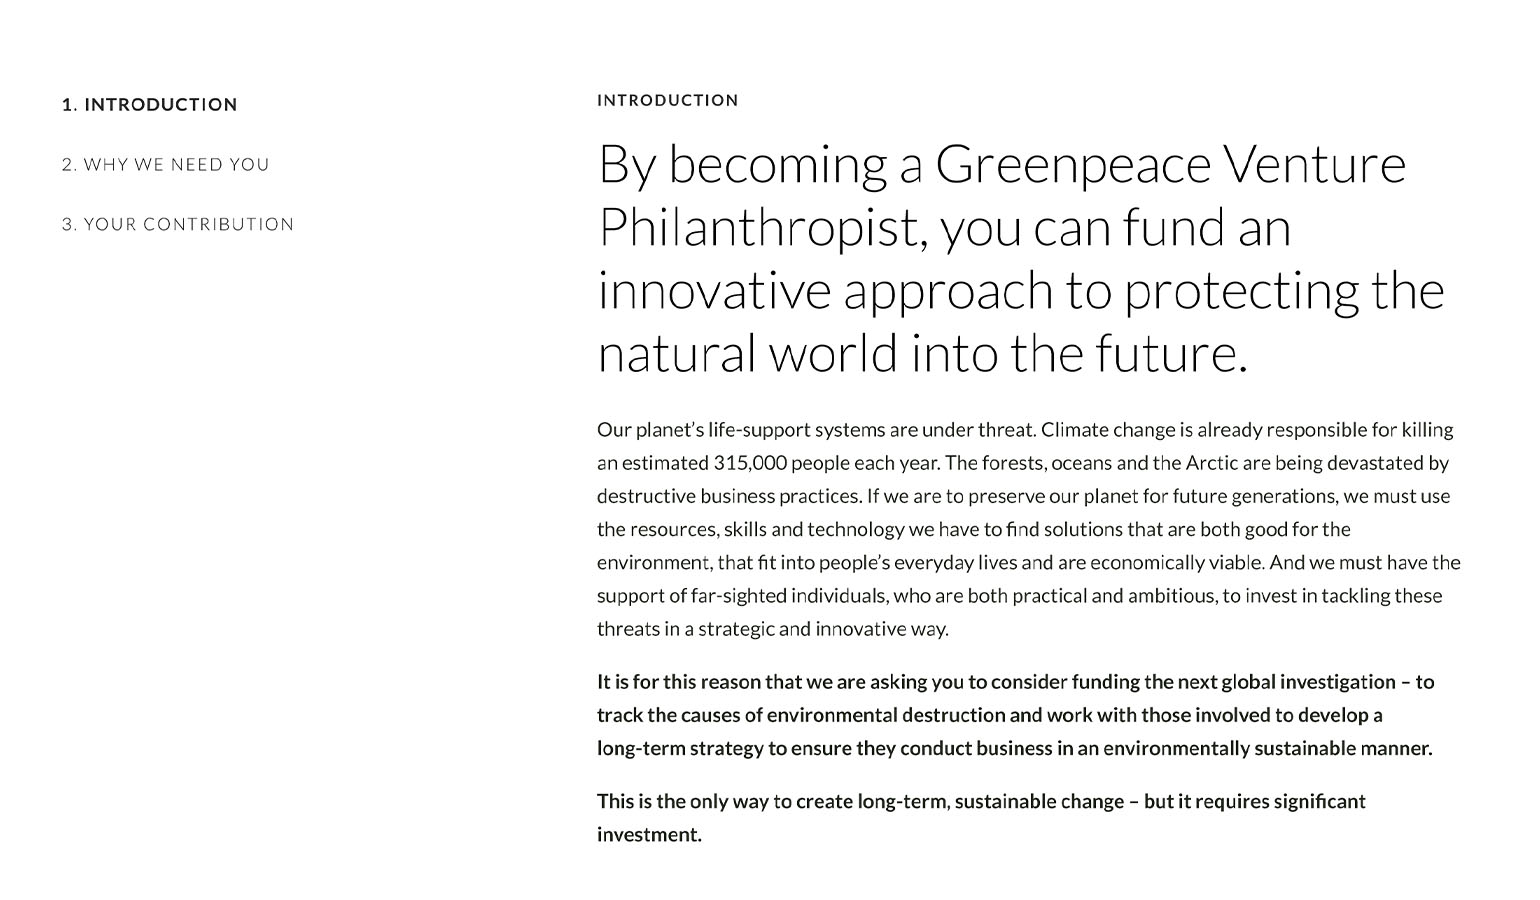 1. INTRODUCTION
2. WHY WE NEED YOU
3. YOUR CONTRIBUTION
INTRODUCTION
By becoming a Greenpeace Venture
Philanthropist, you can fund an
innovative approach to protecting the
natural world into the future.
Our planet’s life-support systems are under threat. Climate change is already responsible for killing
an estimated 315,000 people each year. The forests, oceans and the Arctic are being devastated by
destructive business practices. If we are to preserve our planet for future generations, we must use
the resources, skills and technology we have to find solutions that are both good for the
environment, that fit into people’s everyday lives and are economically viable. And we must have the
support of far-sighted individuals, who are both practical and ambitious, to invest in tackling these
threats in a strategic and innovative way.
It is for this reason that we are asking you to consider funding the next global investigation – to
track the causes of environmental destruction and work with those involved to develop a
long-term strategy to ensure they conduct business in an environmentally sustainable manner.
This is the only way to create long-term, sustainable change – but it requires significant
investment.